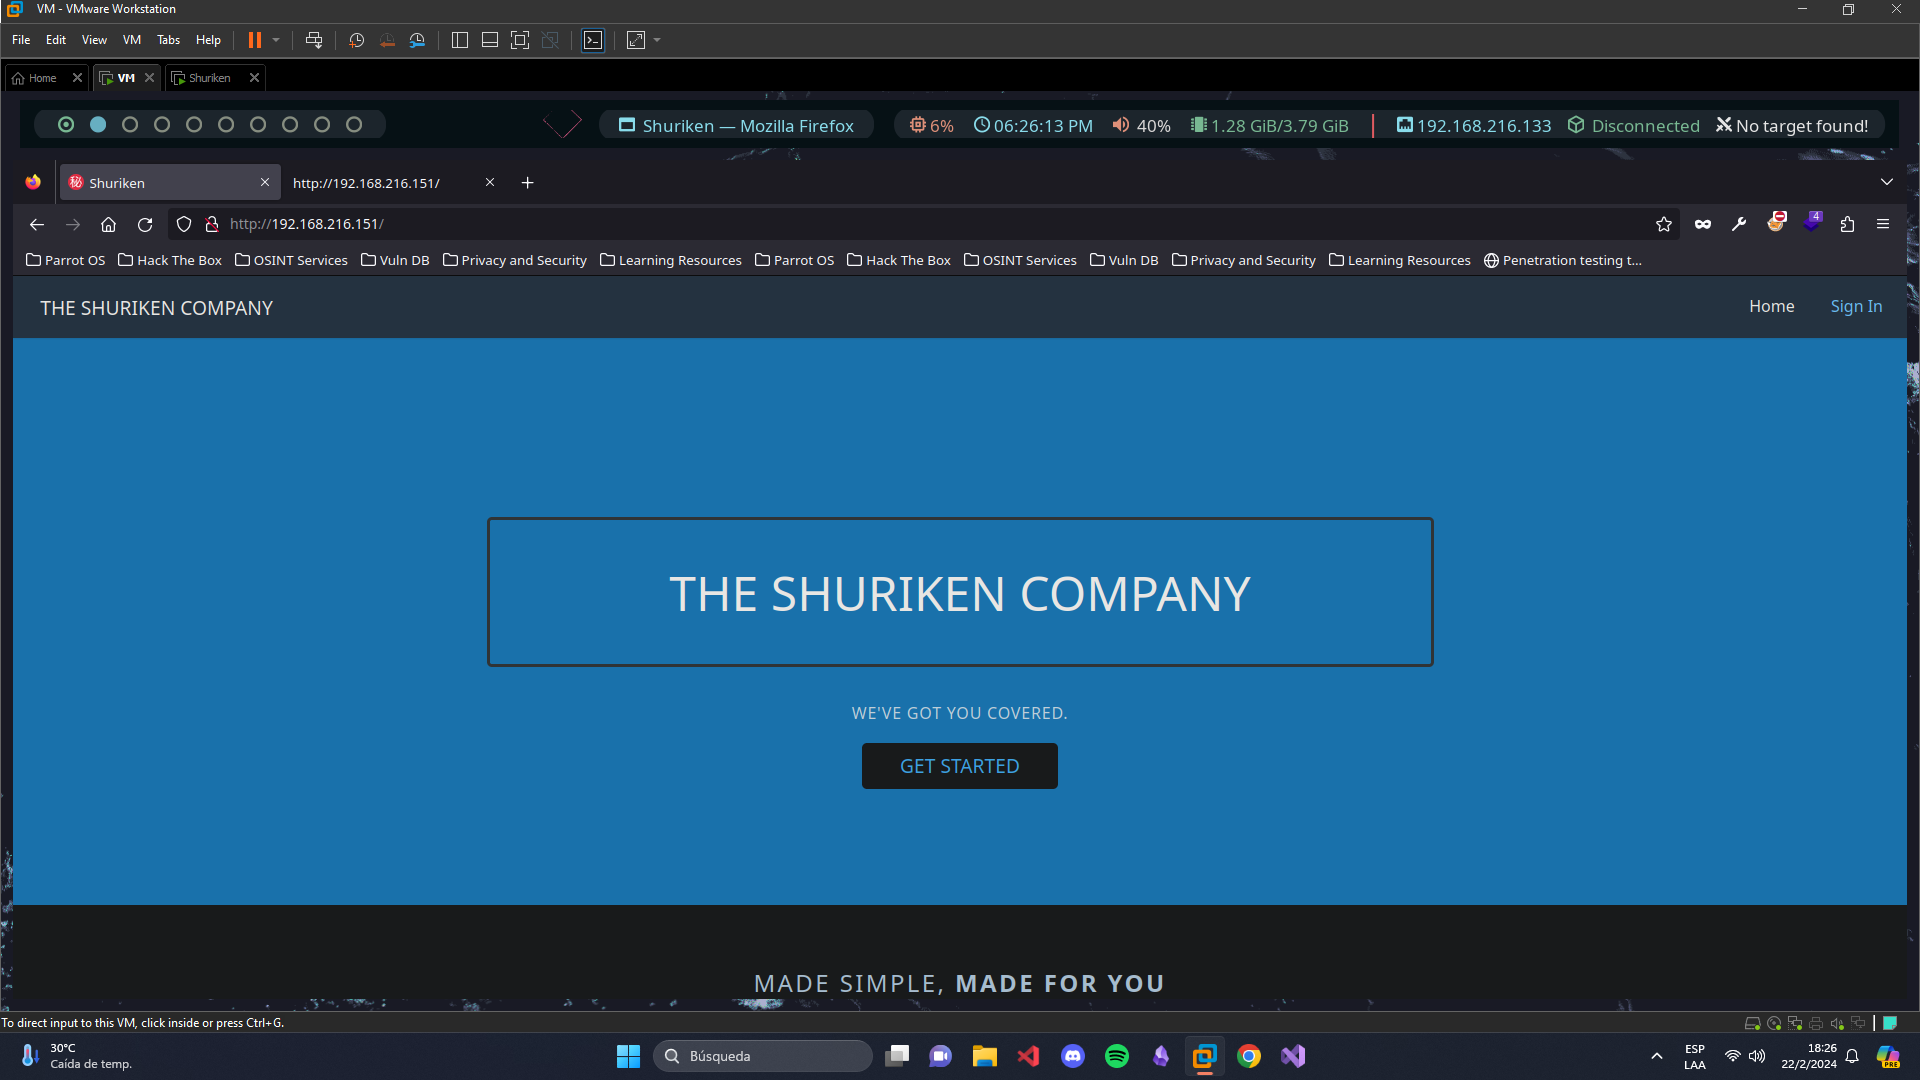 VM - VMware Workstation
File Edit View VM Tabs Help
Home VM Shuriken
Shuriken — Mozilla Firefox 6% 06:26:13 PM 40% 1.28 GiB/3.79 GiB 192.168.216.133 Disconnected No target found!
秘 Shuriken http://192.168.216.151/
http://192.168.216.151/ 4
Parrot OS Hack The Box OSINT Services Vuln DB Privacy and Security Learning Resources Parrot OS Hack The Box OSINT Services Vuln DB Privacy and Security Learning Resources Penetration testing t...
THE SHURIKEN COMPANY Home Sign In
THE SHURIKEN COMPANY
WE'VE GOT YOU COVERED.
GET STARTED
MADE SIMPLE, MADE FOR YOU
To direct input to this VM, click inside or press Ctrl+G.
30°C
Caída de temp.
Búsqueda
ESP
LAA
18:26
22/2/2024
PRE